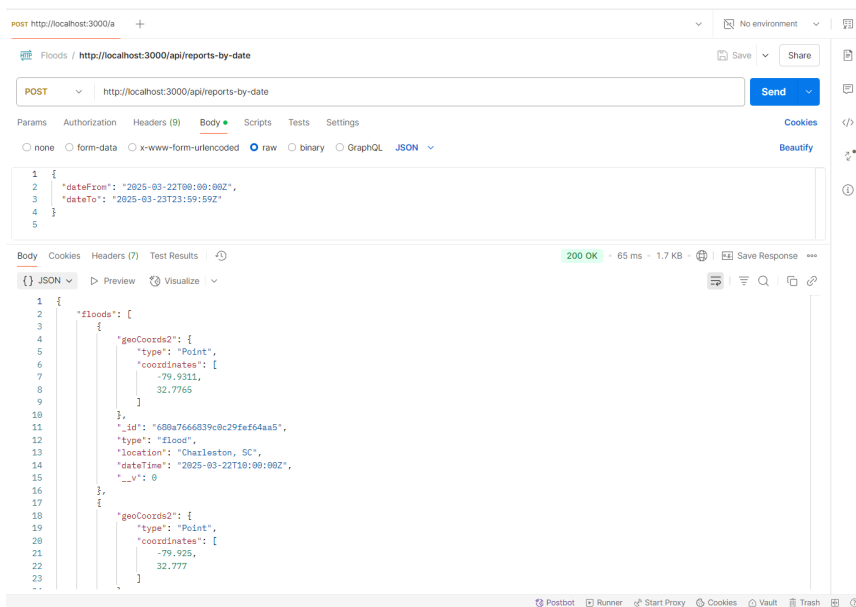 POST http://localhost:3000/a + No environment
HTTP Floods / http://localhost:3000/api/reports-by-date Save Share
POST http://localhost:3000/api/reports-by-date Send
Params Authorization Headers (9) Body Scripts Tests Settings Cookies
none form-data x-www-form-urlencoded raw binary GraphQL JSON Beautify
1 {
2 "dateFrom": "2025-03-22T00:00:00Z",
3 "dateTo": "2025-03-23T23:59:59Z"
4 }
5
Body Cookies Headers (7) Test Results 200 OK 65 ms 1.7 KB Save Response
{} JSON Preview Visualize
1 {
2 "floods": [
3 {
4 "geoCoords2": {
5 "type": "Point",
6 "coordinates": [
7 -79.9311,
8 32.7765
9 ]
10 },
11 "_id": "680a7666839c0c29fef64aa5",
12 "type": "flood",
13 "location": "Charleston, SC",
14 "dateTime": "2025-03-22T10:00:00Z",
15 "__v": 0
16 },
17 {
18 "geoCoords2": {
19 "type": "Point",
20 "coordinates": [
21 -79.925,
22 32.777
23 ]
Postbot Runner Start Proxy Cookies Vault Trash